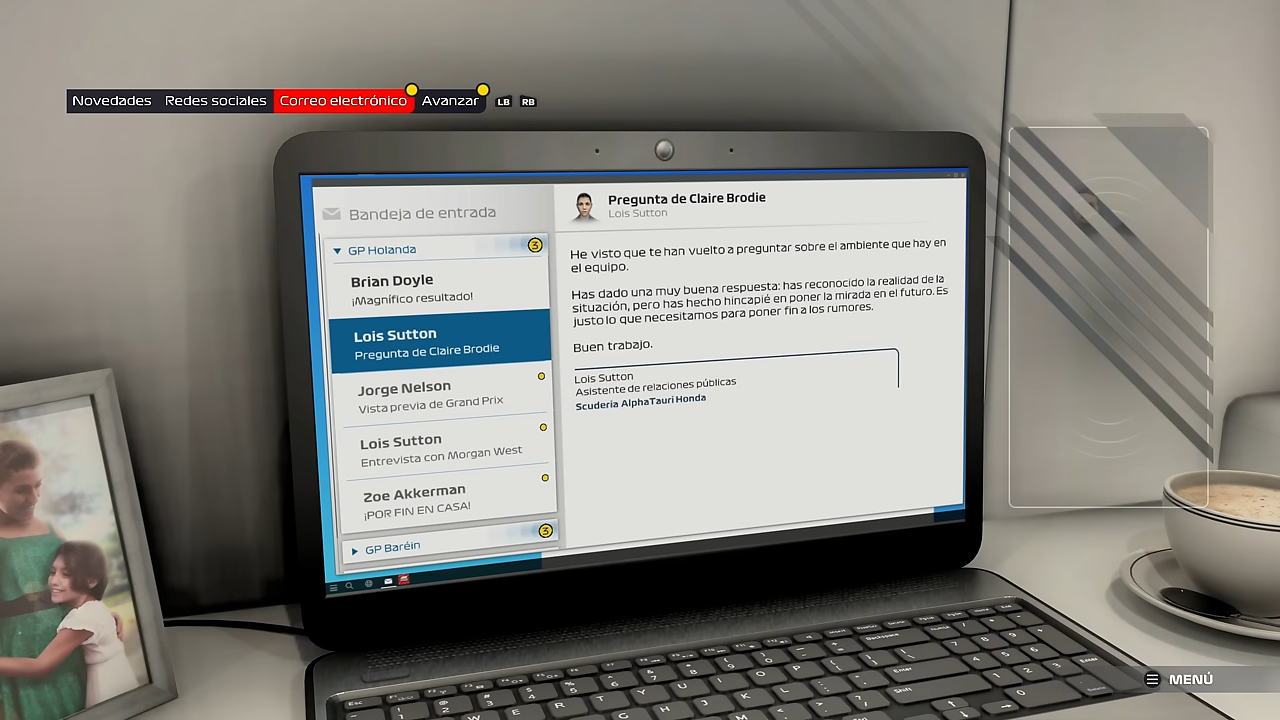 Novedades Redes sociales Correo electrónico Avanzar LB RB
Bandeja de entrada
GP Holanda 3
Brian Doyle
¡Magnífico resultado!
Lois Sutton
Pregunta de Claire Brodie
Jorge Nelson
Vista previa de Grand Prix
Lois Sutton
Entrevista con Morgan West
Zoe Akkerman
¡POR FIN EN CASA!
GP Baréin 3
Pregunta de Claire Brodie
Lois Sutton
He visto que te han vuelto a preguntar sobre el ambiente que hay en
el equipo.
Has dado una muy buena respuesta: has reconocido la realidad de la
situación, pero has hecho hincapié en poner la mirada en el futuro. Es
justo lo que necesitamos para poner fin a los rumores.
Buen trabajo.
Lois Sutton
Asistente de relaciones públicas
Scuderia AlphaTauri Honda
MENÚ